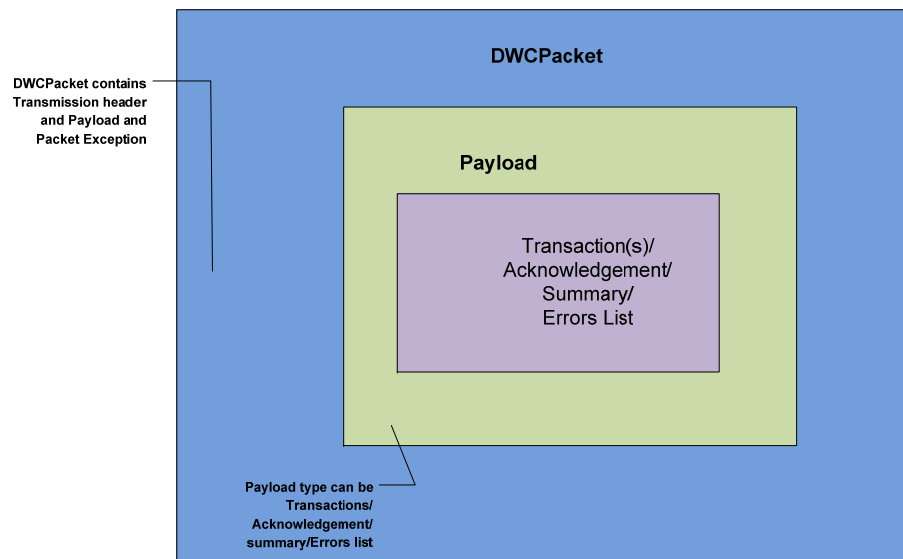 DWCPacket
DWCPacket contains
Transmission header
and Payload and
Packet Exception
Payload
Transaction(s)/
Acknowledgement/
Summary/
Errors List
Payload type can be
Transactions/
Acknowledgement/
summary/Errors list